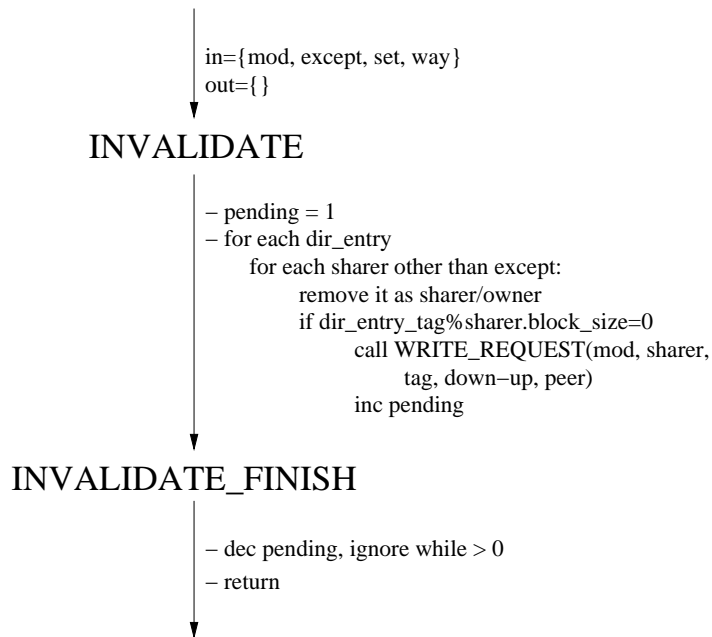 in={mod, except, set, way}
out={}
INVALIDATE
− pending = 1
− for each dir_entry
for each sharer other than except:
remove it as sharer/owner
if dir_entry_tag%sharer.block_size=0
call WRITE_REQUEST(mod, sharer,
tag, down−up, peer)
inc pending
INVALIDATE_FINISH
− dec pending, ignore while > 0
− return